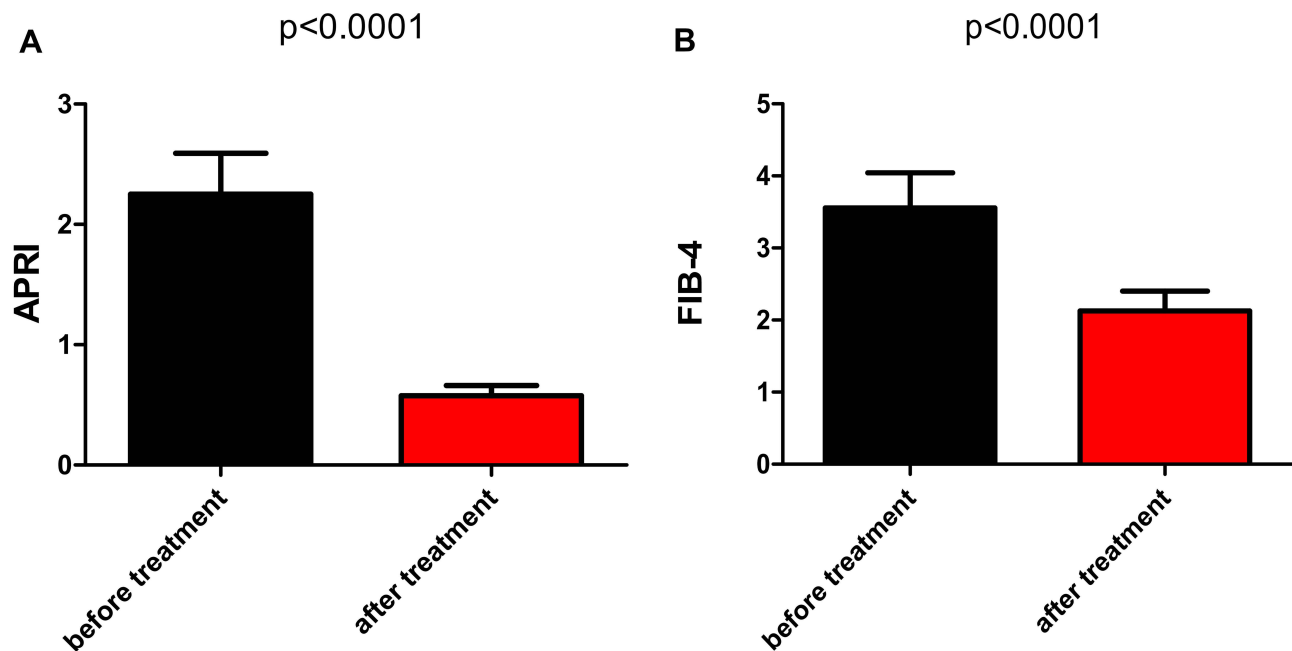 A
p<0.0001
3
2
1
0
APRI
before treatment
after treatment
B
p<0.0001
5
4
3
2
1
0
FIB-4
before treatment
after treatment